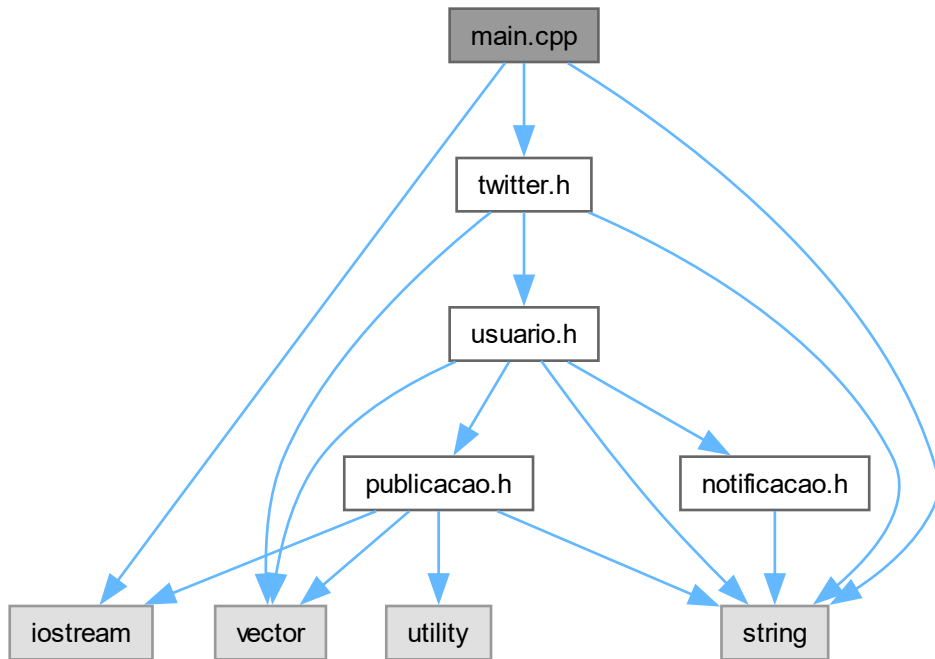 main.cpp
twitter.h
usuario.h
publicacao.h
notificacao.h
iostream
vector
utility
string